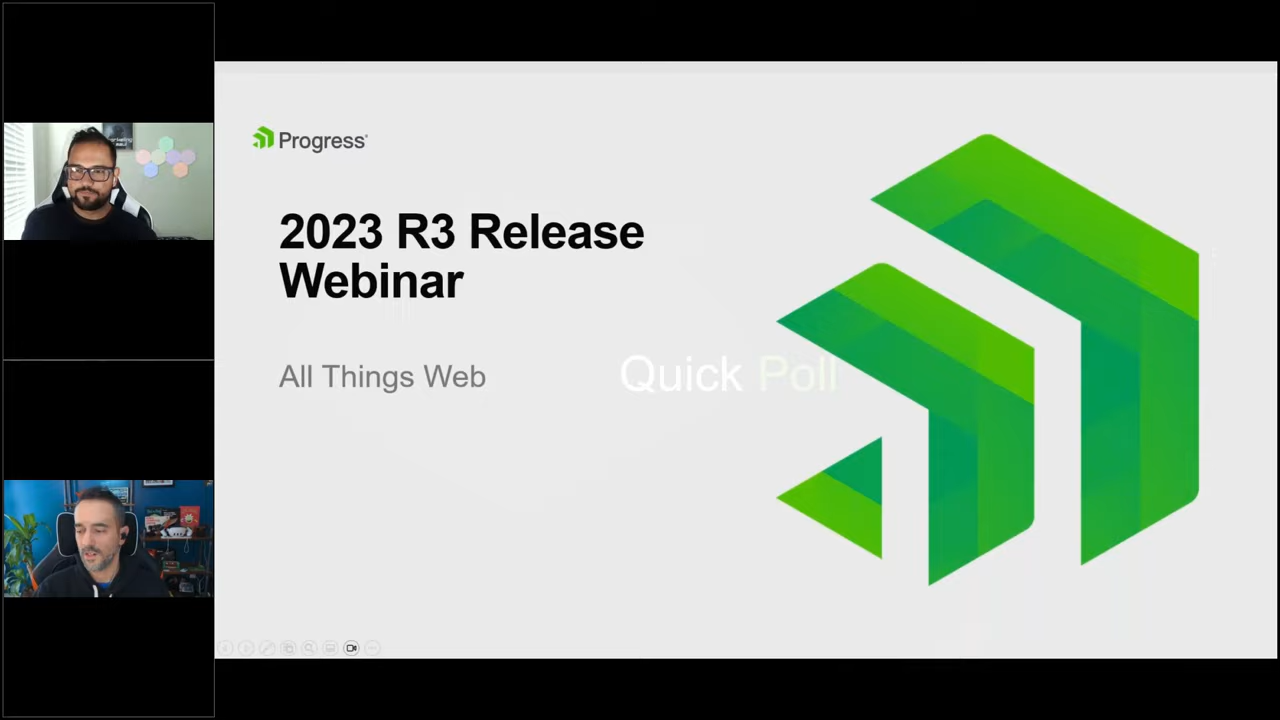 Progress®
2023 R3 Release
Webinar
All Things Web
Quick Poll